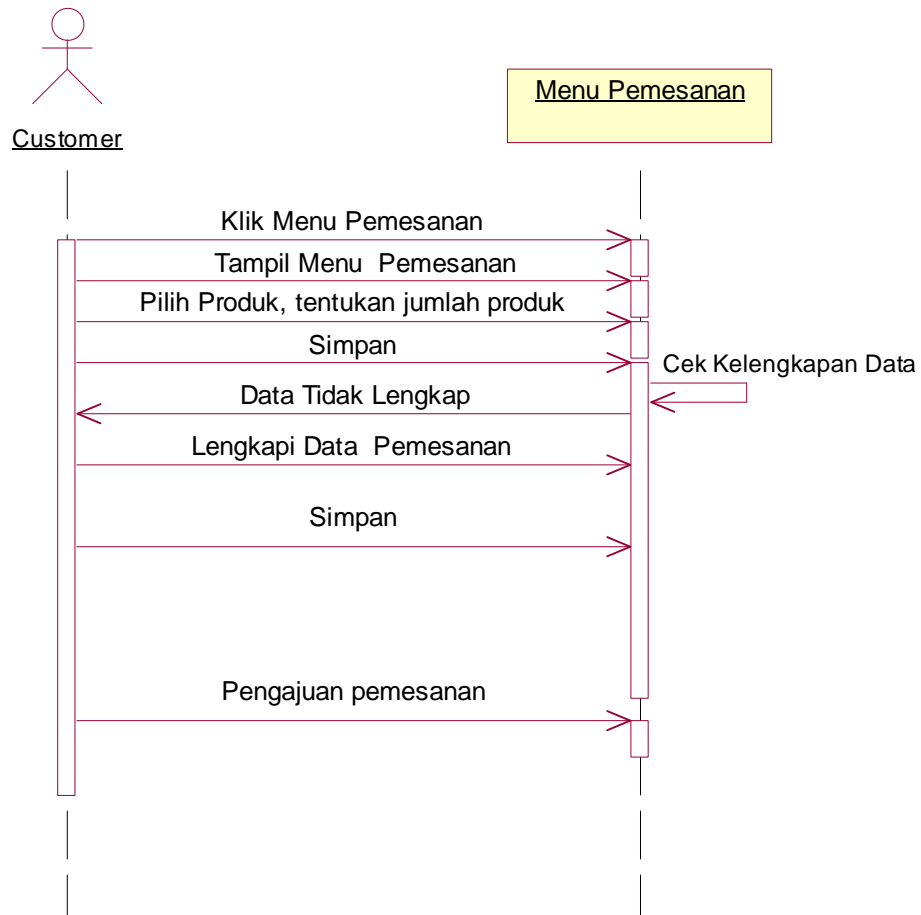 Menu Pemesanan
Customer
Klik Menu Pemesanan
Tampil Menu  Pemesanan
Pilih Produk, tentukan jumlah produk
Simpan
Cek Kelengkapan Data
Data Tidak Lengkap
Lengkapi Data  Pemesanan
Simpan
Pengajuan pemesanan